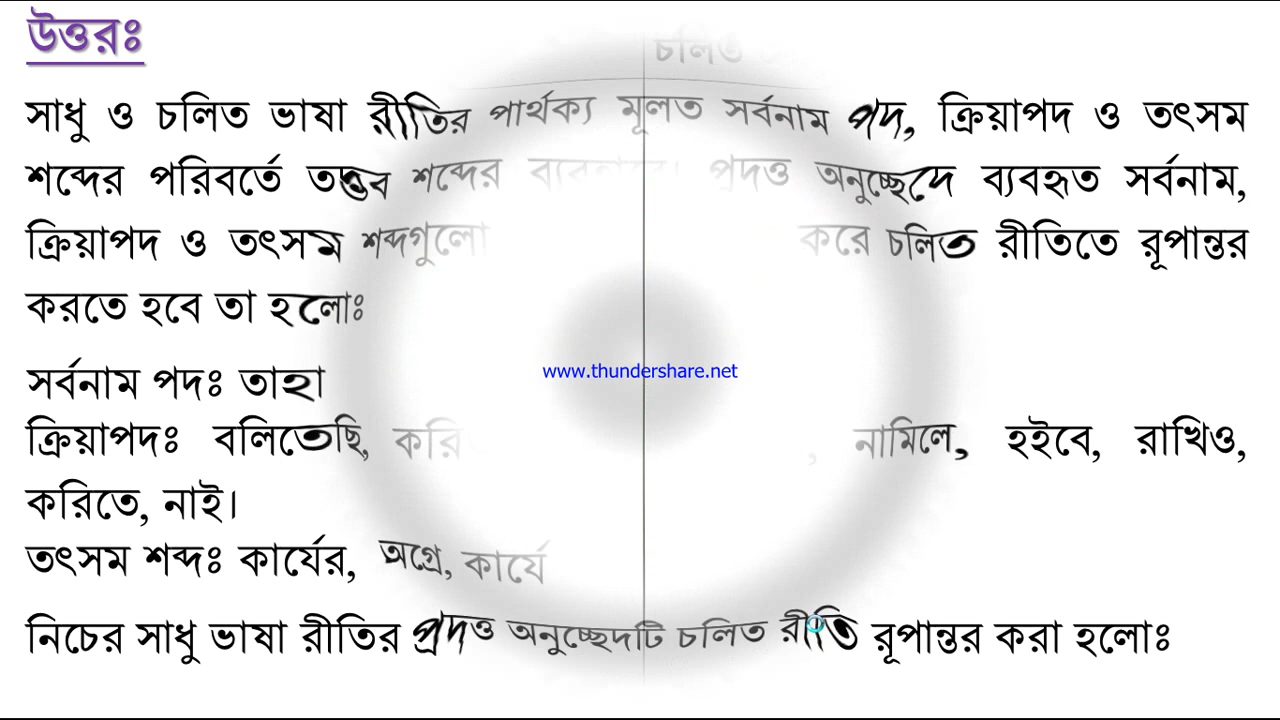 উত্তরঃ
চলিত
সাধু ও চলিত ভাষা রীতির পার্থক্য মূলত সর্বনাম পদ, ক্রিয়াপদ ও তৎসম
শব্দের পরিবর্তে তদ্ভব শব্দের প্রদত্ত অনুচ্ছেদে ব্যবহৃত সর্বনাম,
ক্রিয়াপদ ও তৎসম শব্দগুলো করে চলিত রীতিতে রূপান্তর
করতে হবে তা হলোঃ
সর্বনাম পদঃ তাহা
www.thundershare.net
ক্রিয়াপদঃ বলিতেছি, নামিলে, হইবে, রাখিও,
করিতে, নাই।
তৎসম শব্দঃ কার্যের, অগ্রে, কার্যে
নিচের সাধু ভাষা রীতির প্রদত্ত অনুচ্ছেদটি চলিত রীতি রূপান্তর করা হলোঃ